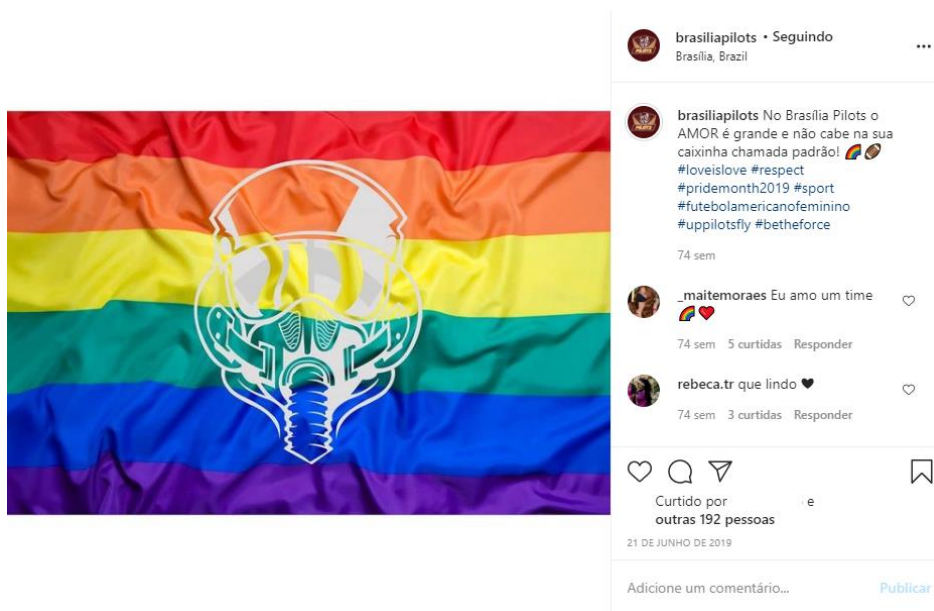 brasiliapilots • Seguindo
Brasília, Brazil
brasiliapilots No Brasília Pilots o
AMOR é grande e não cabe na sua
caixinha chamada padrão! 🌈🏈
#loveislove #respect
#pridemonth2019 #sport
#futebolamericanofeminino
#uppilotsfly #betheforce
74 sem
_maitemoraes Eu amo um time
🌈❤️
74 sem 5 curtidas Responder
rebeca.tr que lindo 🖤
74 sem 3 curtidas Responder
Curtido por e
outras 192 pessoas
21 DE JUNHO DE 2019
Adicione um comentário... Publicar